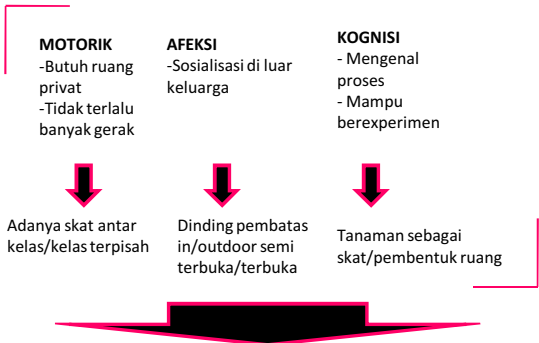 MOTORIK
-Butuh ruang
privat
-Tidak terlalu
banyak gerak
AFEKSI
-Sosialisasi di luar
keluarga
KOGNISI
- Mengenal
proses
- Mampu
berexperimen
Adanya skat antar
kelas/kelas terpisah
Dinding pembatas
in/outdoor semi
terbuka/terbuka
Tanaman sebagai
skat/pembentuk ruang